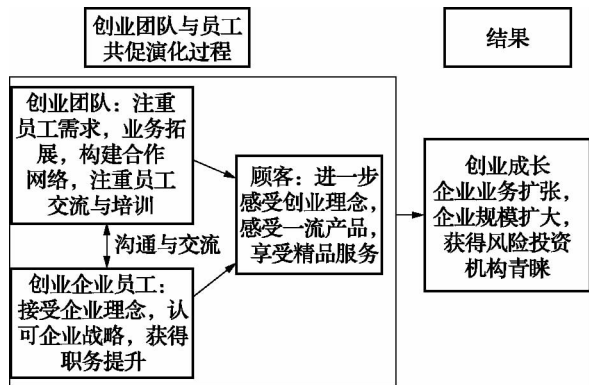 创业团队与员工
共促演化过程
结果
创业团队：注重
员工需求，业务拓
展，构建合作
网络，注重员工
交流与培训
沟通与交流
创业企业员工：
接受企业理念，认
可企业战略，获得
职务提升
顾客：进一步
感受创业理念，
感受一流产品，
享受精品服务
创业成长
企业业务扩张，
企业规模扩大，
获得风险投资
机构青睐